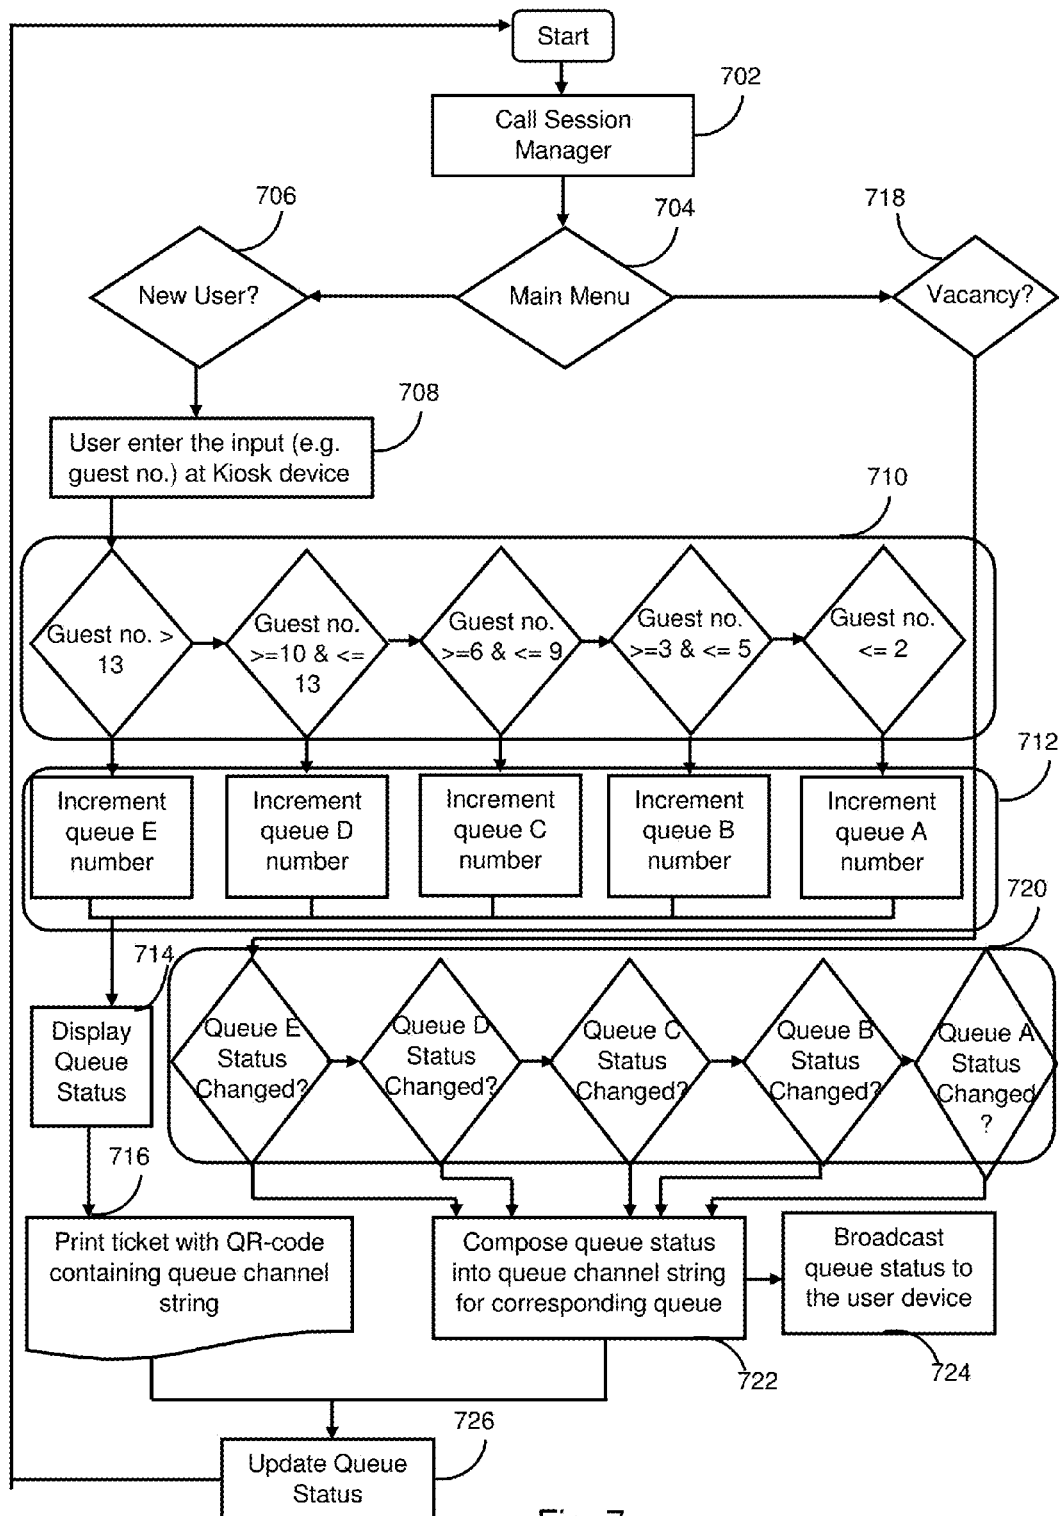 Start
702
Call Session
Manager
706
704
718
New User?
Main Menu
Vacancy?
708
User enter the input (e.g.
guest no.) at Kiosk device
710
Guest no. >
13
Guest no.
>=10 & <=
13
Guest no.
>=6 & <= 9
Guest no.
>=3 & <= 5
Guest no.
<= 2
712
Increment
queue E
number
Increment
queue D
number
Increment
queue C
number
Increment
queue B
number
Increment
queue A
number
720
714
Display
Queue
Status
Queue E
Status
Changed?
Queue D
Status
Changed?
Queue C
Status
Changed?
Queue B
Status
Changed?
Queue A
Status
Changed
?
716
Print ticket with QR-code
containing queue channel
string
Compose queue status
into queue channel string
for corresponding queue
Broadcast
queue status to
the user device
722
724
726
Update Queue
Status